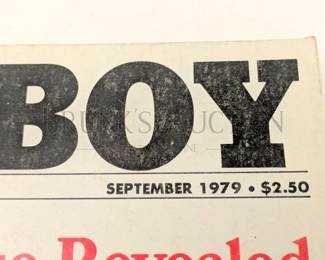 BOY
SEPTEMBER 1979 • $2.50
Revealed